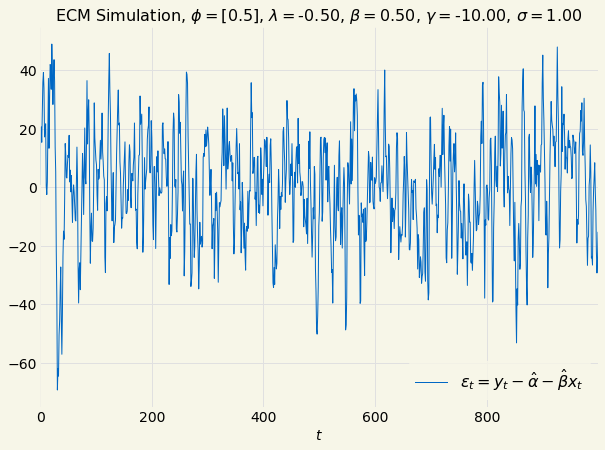 ECM Simulation, ϕ = [0.5], λ = -0.50, β = 0.50, γ = -10.00, σ = 1.00
40
20
0
−20
−40
−60
εₜ = yₜ − α̂ − β̂xₜ
0 200 400 600 800
t